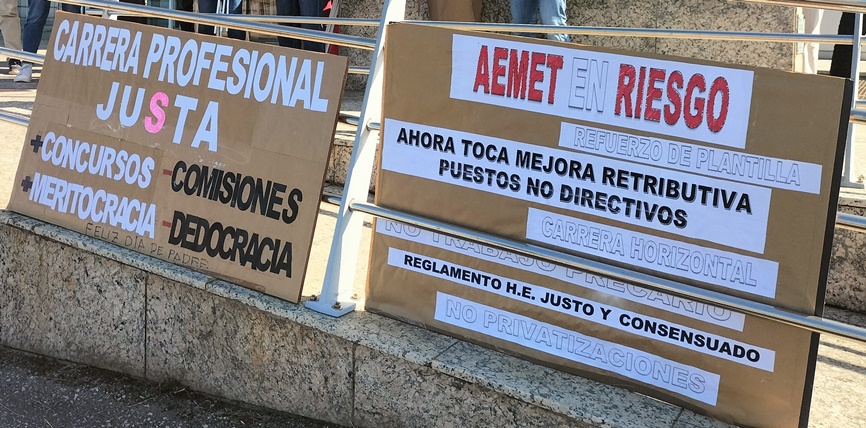 CARRERA PROFESIONAL
JUSTA
+CONCURSOS
+MERITOCRACIA
-COMISIONES
-DEDOCRACIA
FELIZ DÍA DE PADRE
AEMET EN RIESGO
REFUERZO DE PLANTILLA
AHORA TOCA MEJORA RETRIBUTIVA
PUESTOS NO DIRECTIVOS
CARRERA HORIZONTAL
NO TRABAJO PRECARIO
REGLAMENTO H.E. JUSTO Y CONSENSUADO
NO PRIVATIZACIONES